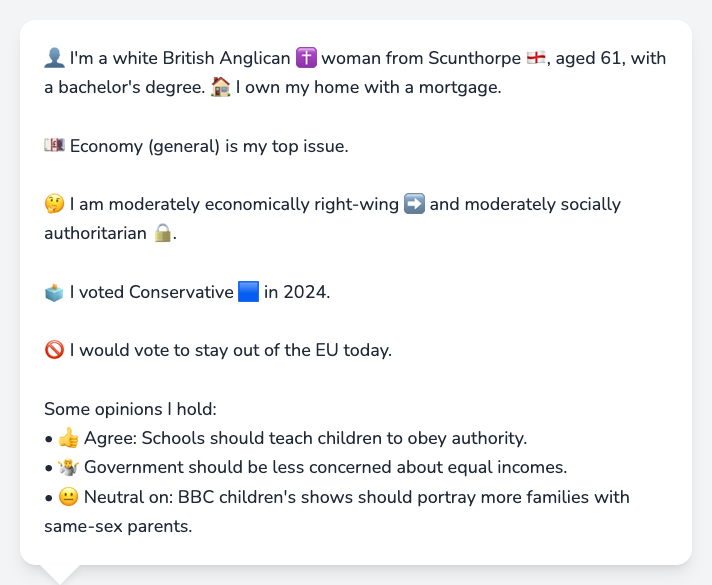 👤 I'm a white British Anglican ✝️ woman from Scunthorpe 🏴󠁧󠁢󠁥󠁮󠁧󠁿, aged 61, with
a bachelor's degree. 🏠 I own my home with a mortgage.
💷 Economy (general) is my top issue.
🤔 I am moderately economically right-wing ➡️ and moderately socially
authoritarian 🔒.
🗳️ I voted Conservative 🟦 in 2024.
🚫 I would vote to stay out of the EU today.
Some opinions I hold:
• 👍 Agree: Schools should teach children to obey authority.
• 🤷 Government should be less concerned about equal incomes.
• 😐 Neutral on: BBC children's shows should portray more families with
same-sex parents.